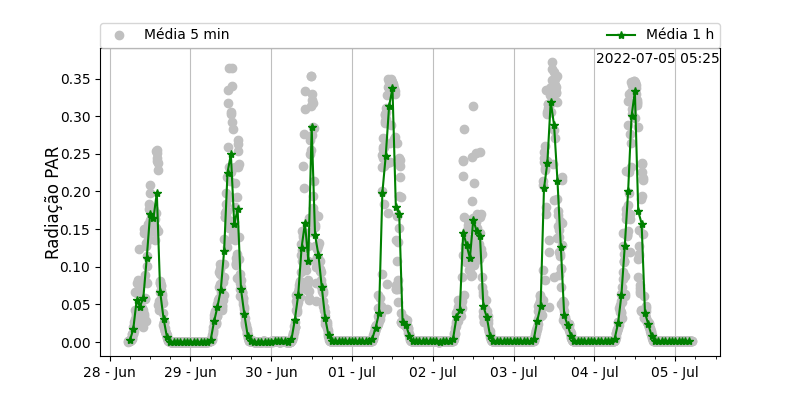 Média 5 min
Média 1 h
2022-07-05 05:25
Radiação PAR
0.35
0.30
0.25
0.20
0.15
0.10
0.05
0.00
28 - Jun
29 - Jun
30 - Jun
01 - Jul
02 - Jul
03 - Jul
04 - Jul
05 - Jul